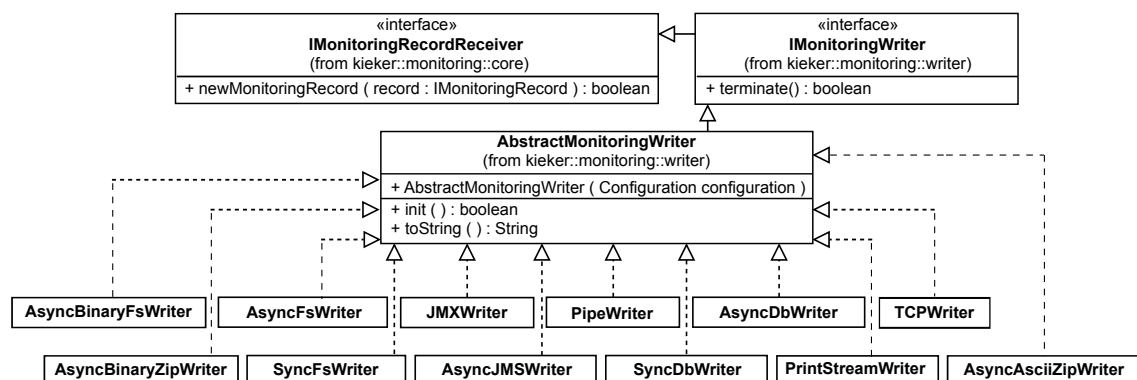 «interface»
IMonitoringRecordReceiver
(from kieker::monitoring::core)
+ newMonitoringRecord ( record : IMonitoringRecord ) : boolean
«interface»
IMonitoringWriter
(from kieker::monitoring::writer)
+ terminate() : boolean
AbstractMonitoringWriter
(from kieker::monitoring::writer)
+ AbstractMonitoringWriter ( Configuration configuration )
+ init ( ) : boolean
+ toString ( ) : String
AsyncBinaryFsWriter
AsyncFsWriter
JMXWriter
PipeWriter
AsyncDbWriter
TCPWriter
AsyncBinaryZipWriter
SyncFsWriter
AsyncJMSWriter
SyncDbWriter
PrintStreamWriter
AsyncAsciiZipWriter